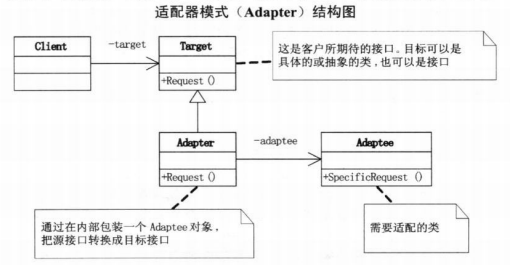 适配器模式（Adapter）结构图
Client
-target
Target
+Request()
这是客户所期待的接口。目标可以是
具体的或抽象的类,也可以是接口
Adapter
+Request()
-adaptee
Adaptee
+SpecificRequest()
通过在内部包装一个 Adaptee 对象,
把源接口转换成目标接口
需要适配的类